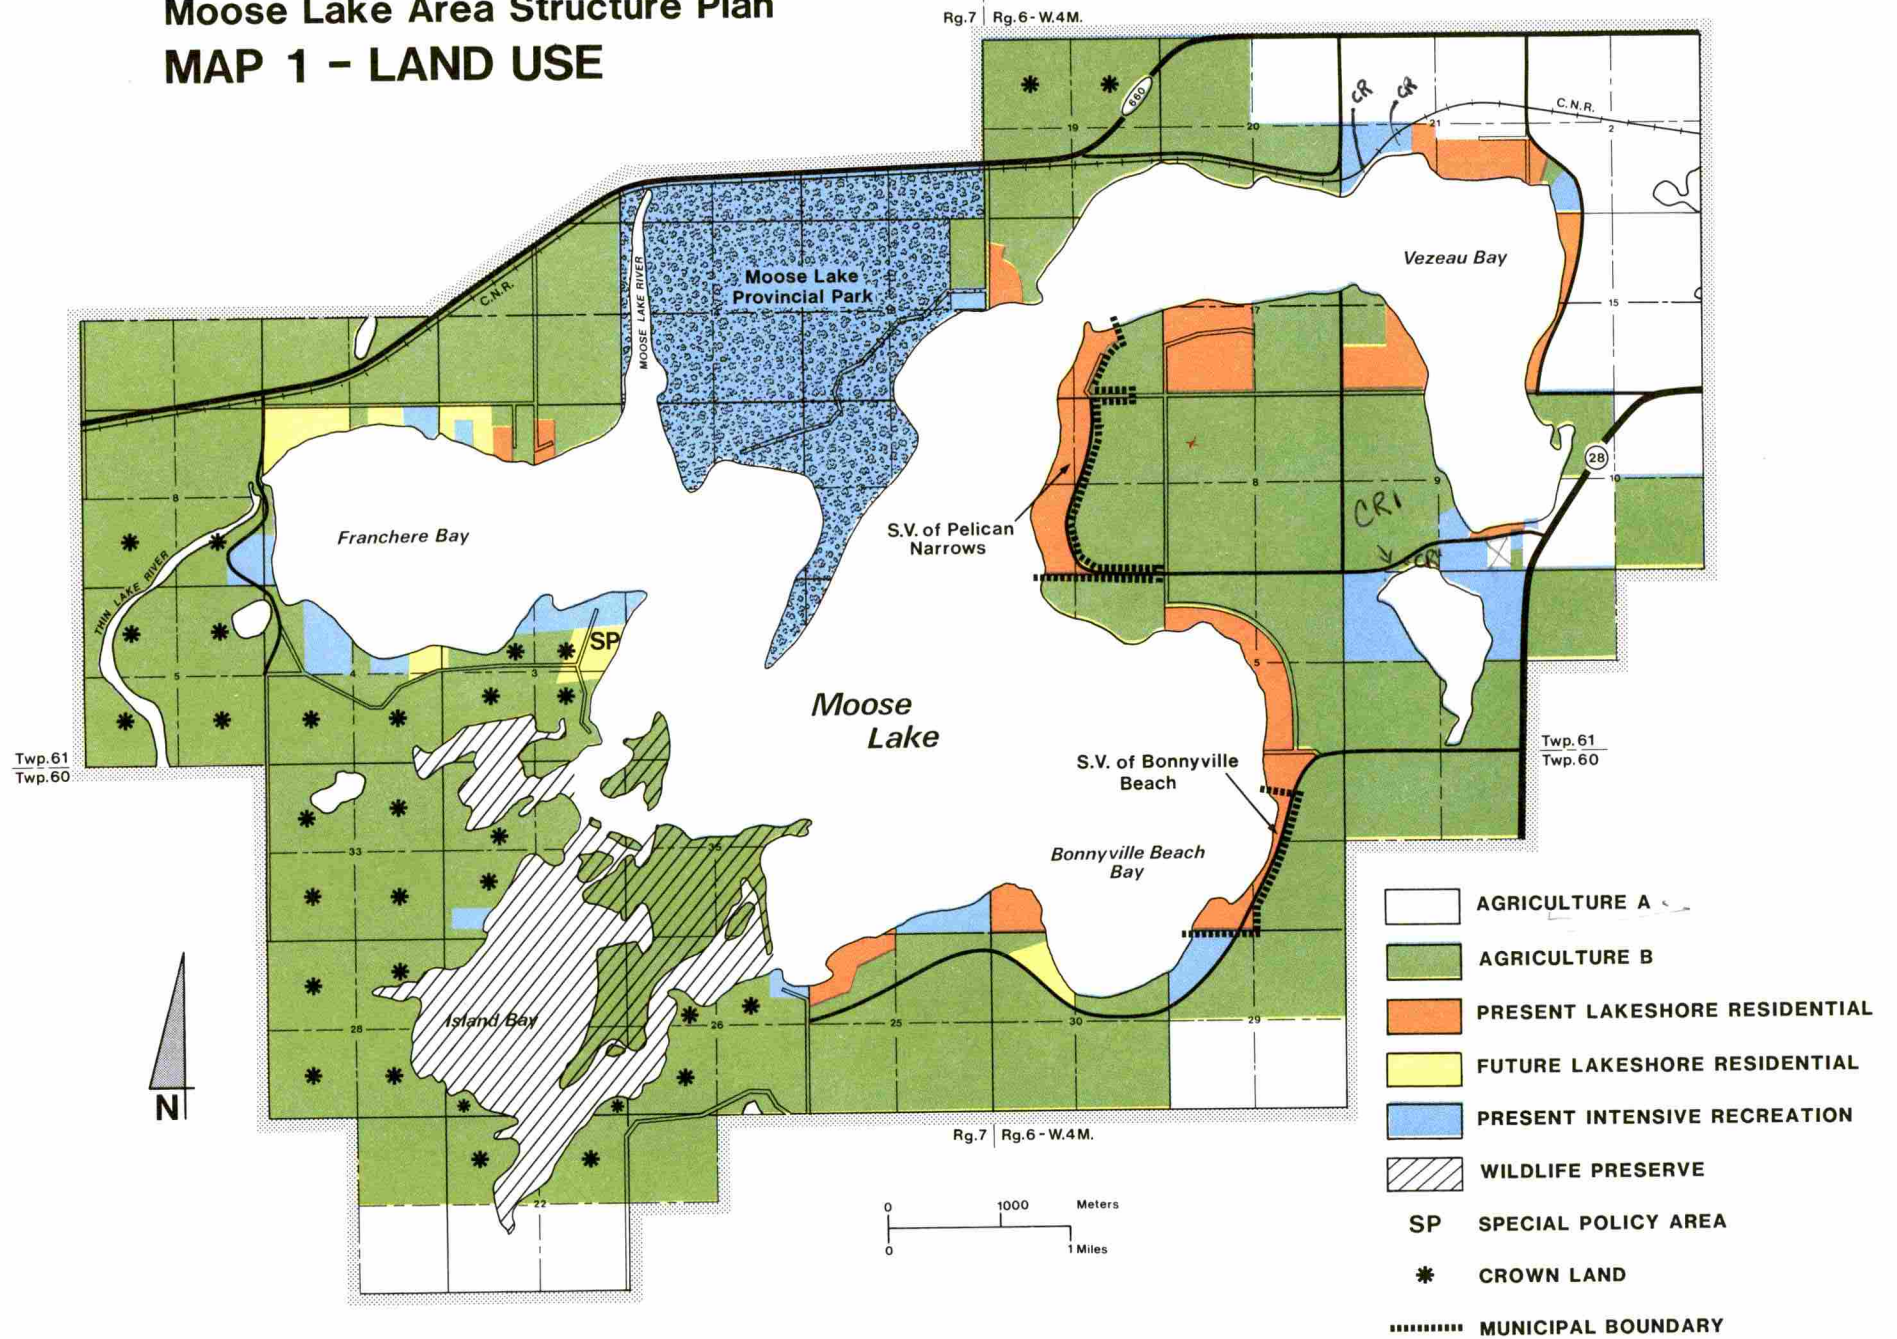 Moose Lake Area Structure Plan
MAP 1 - LAND USE
Rg.7 Rg.6-W.4M.
660
CR CR
C.N.R.
19 20 21 2
Moose Lake
Provincial Park
MOOSE LAKE RIVER
C.N.R.
Vezeau Bay
17 15
28
8
Franchere Bay
S.V. of Pelican
Narrows
8 9 10
CR1
CR
THIN LAKE RIVER
SP
5 4 3
5
Moose
Lake
Twp.61
Twp.60
S.V. of Bonnyville
Beach
Twp.61
Twp.60
33 35
Bonnyville Beach
Bay
Island Bay
28 26 25 30 29
N
Rg.7 Rg.6-W.4M.
22
0 1000 Meters
0 1 Miles
AGRICULTURE A
AGRICULTURE B
PRESENT LAKESHORE RESIDENTIAL
FUTURE LAKESHORE RESIDENTIAL
PRESENT INTENSIVE RECREATION
WILDLIFE PRESERVE
SP SPECIAL POLICY AREA
CROWN LAND
MUNICIPAL BOUNDARY